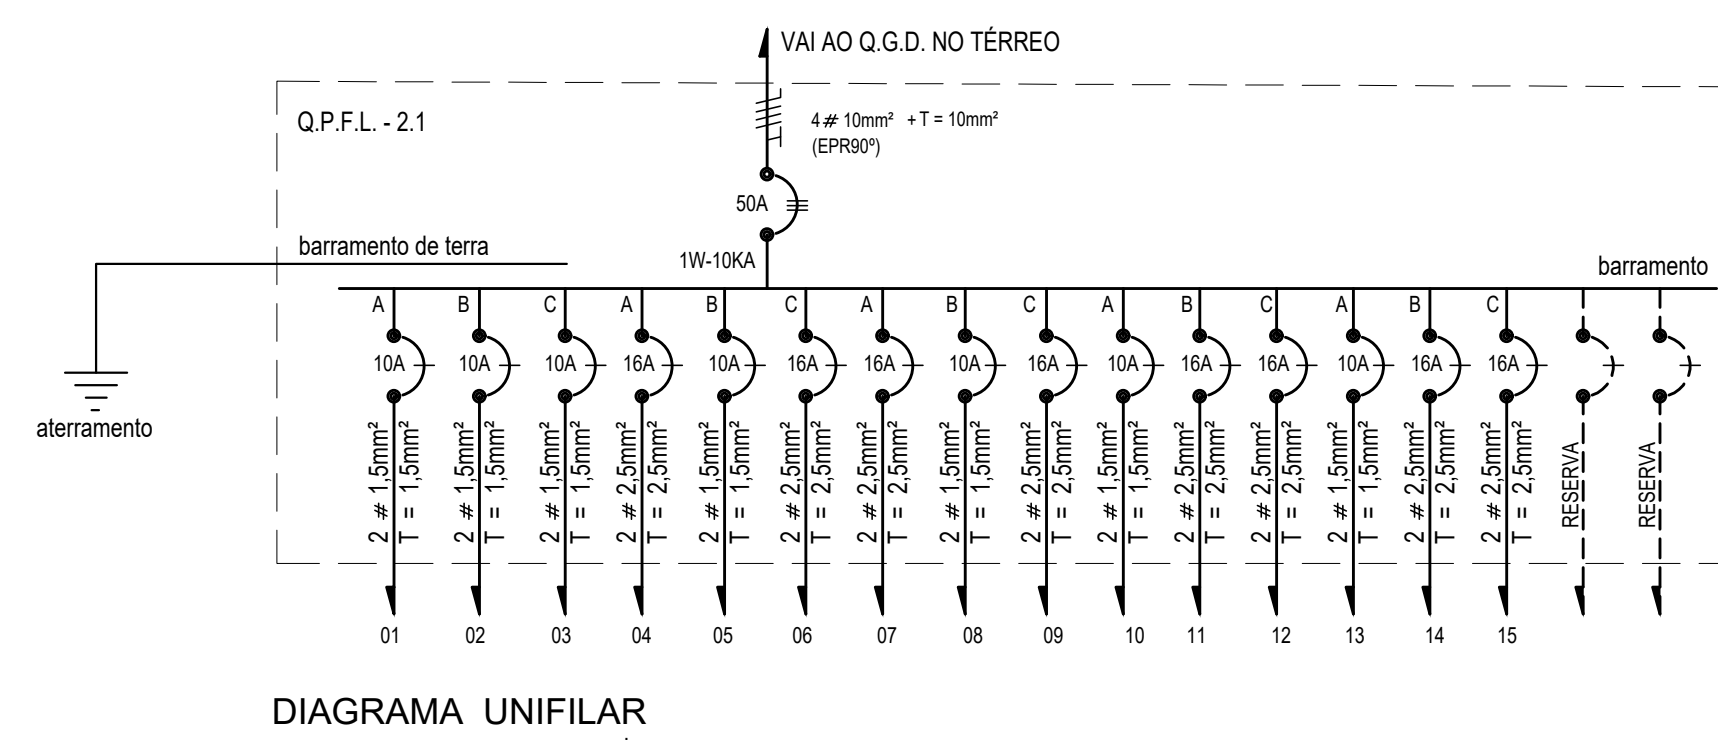 VAI AO Q.G.D. NO TÉRREO
Q.P.F.L. - 2.1
4 # 10mm² + T = 10mm²
(EPR90º)
50A
barramento de terra
1W-10KA
barramento
A B C A B C A B C A B C A B C
10A 10A 10A 16A 10A 16A 16A 10A 16A 10A 16A 16A 10A 16A 16A
aterramento
2 # 1,5mm²
T = 1,5mm²
2 # 1,5mm²
T = 1,5mm²
2 # 1,5mm²
T = 1,5mm²
2 # 2,5mm²
T = 2,5mm²
2 # 1,5mm²
T = 1,5mm²
2 # 2,5mm²
T = 2,5mm²
2 # 2,5mm²
T = 2,5mm²
2 # 1,5mm²
T = 1,5mm²
2 # 2,5mm²
T = 2,5mm²
2 # 1,5mm²
T = 1,5mm²
2 # 2,5mm²
T = 2,5mm²
2 # 2,5mm²
T = 2,5mm²
2 # 1,5mm²
T = 1,5mm²
2 # 2,5mm²
T = 2,5mm²
2 # 2,5mm²
T = 2,5mm²
RESERVA
RESERVA
01 02 03 04 05 06 07 08 09 10 11 12 13 14 15
DIAGRAMA UNIFILAR